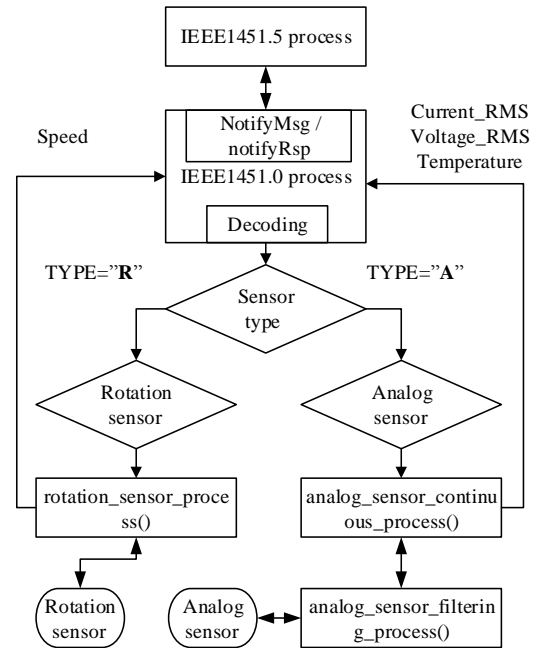 IEEE1451.5 process
NotifyMsg /
notifyRsp
IEEE1451.0 process
Decoding
Speed
Current_RMS
Voltage_RMS
Temperature
TYPE=”R”
TYPE=”A”
Sensor
type
Rotation
sensor
Analog
sensor
rotation_sensor_proce
ss()
analog_sensor_continu
ous_process()
Rotation
sensor
Analog
sensor
analog_sensor_filterin
g_process()